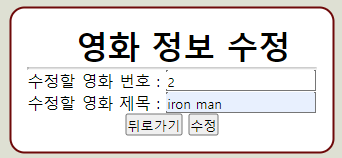 영화 정보 수정
수정할 영화 번호 : 2
수정할 영화 제목 : iron man
뒤로가기 수정